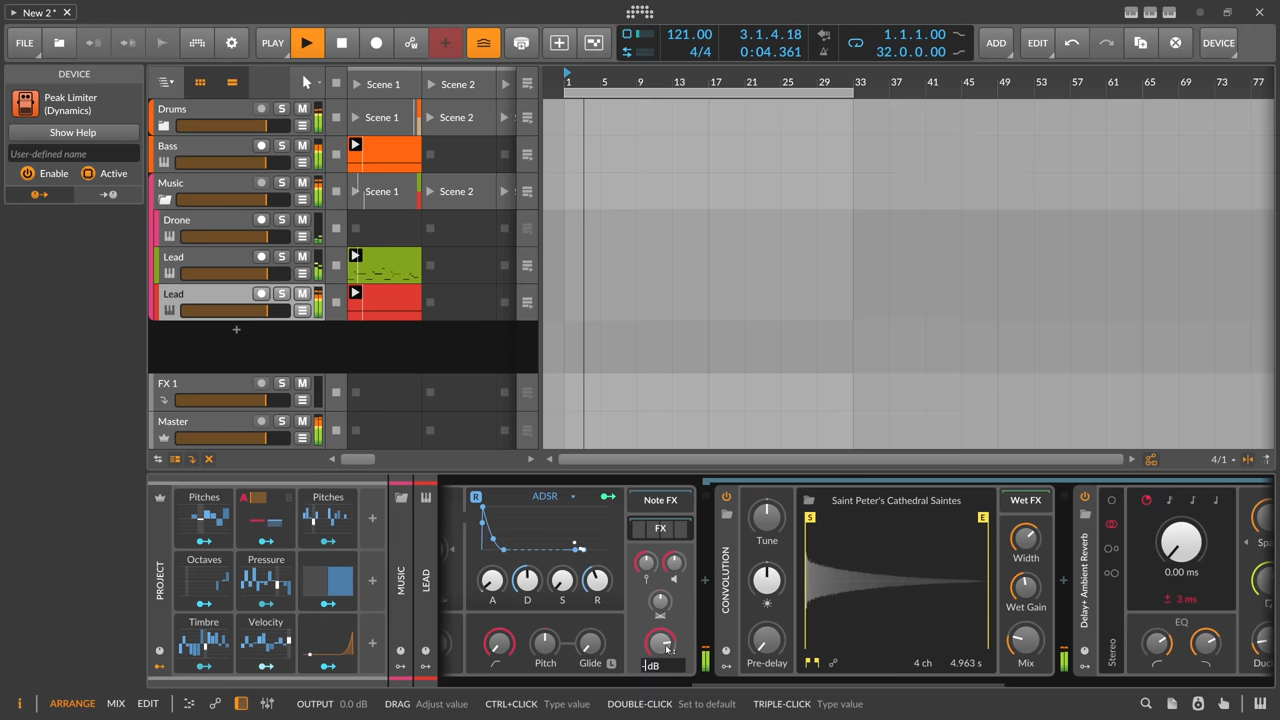 New 2*
FILE
PLAY
121.00
4/4
3.1.4.18
0:04.361
1.1.1.00
32.0.0.00
ADD
EDIT
DEVICE
DEVICE
Peak Limiter
(Dynamics)
Show Help
User-defined name
Enable
Active
Scene 1
Scene 2
1
5
9
13
17
21
25
29
33
37
41
45
49
53
57
61
65
69
73
77
Drums
S
M
Scene 1
Scene 2
Bass
S
M
Music
S
M
Scene 1
Scene 2
Drone
S
M
Lead
S
M
Lead
S
M
+
FX 1
S
M
Master
S
M
4/1
PROJECT
Pitches
A
B
Pitches
Octaves
Pressure
Timbre
Velocity
MUSIC
LEAD
R
ADSR
A
D
S
R
Pitch
Glide
L
Note FX
FX
-dB
CONVOLUTION
Tune
Pre-delay
Saint Peter's Cathedral Saintes
S
E
4 ch
4.963 s
Wet FX
Width
Wet Gain
Mix
Delay+ Ambient Reverb
Stereo
0.00 ms
± 3 ms
EQ
Spa
Duc
i
ARRANGE
MIX
EDIT
OUTPUT
0.0 dB
DRAG
Adjust value
CTRL+CLICK
Type value
DOUBLE-CLICK
Set to default
TRIPLE-CLICK
Type value